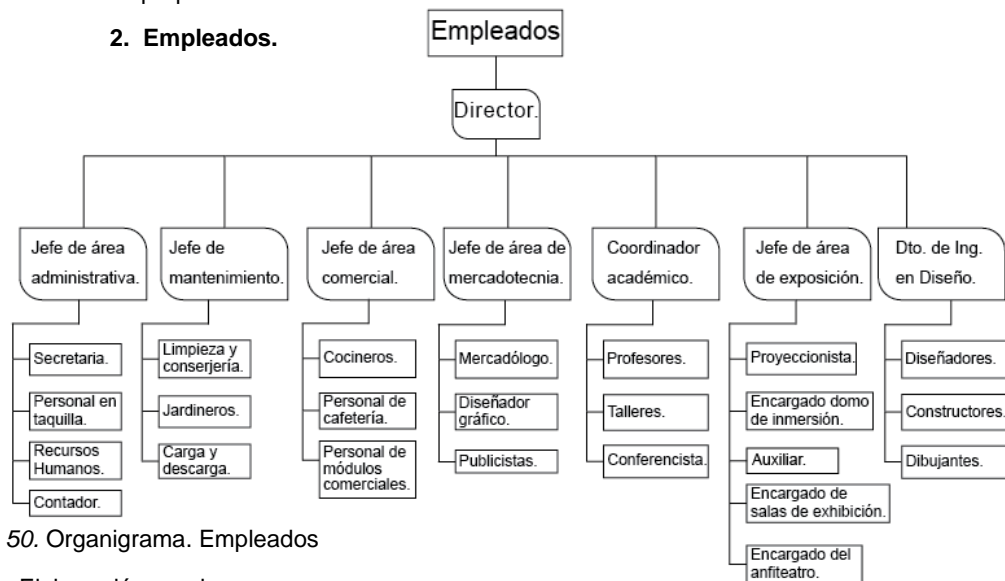 2. Empleados.
Empleados
Director.
Jefe de área
administrativa.
Secretaria.
Personal en
taquilla.
Recursos
Humanos.
Contador.
Jefe de
mantenimiento.
Limpieza y
conserjería.
Jardineros.
Carga y
descarga.
Jefe de área
comercial.
Cocineros.
Personal de
cafetería.
Personal de
módulos
comerciales.
Jefe de área de
mercadotecnia.
Mercadólogo.
Diseñador
gráfico.
Publicistas.
Coordinador
académico.
Profesores.
Talleres.
Conferencista.
Jefe de área
de exposición.
Proyeccionista.
Encargado domo
de inmersión.
Auxiliar.
Encargado de
salas de exhibición.
Encargado del
anfiteatro.
Dto. de Ing.
en Diseño.
Diseñadores.
Constructores.
Dibujantes.
50. Organigrama. Empleados